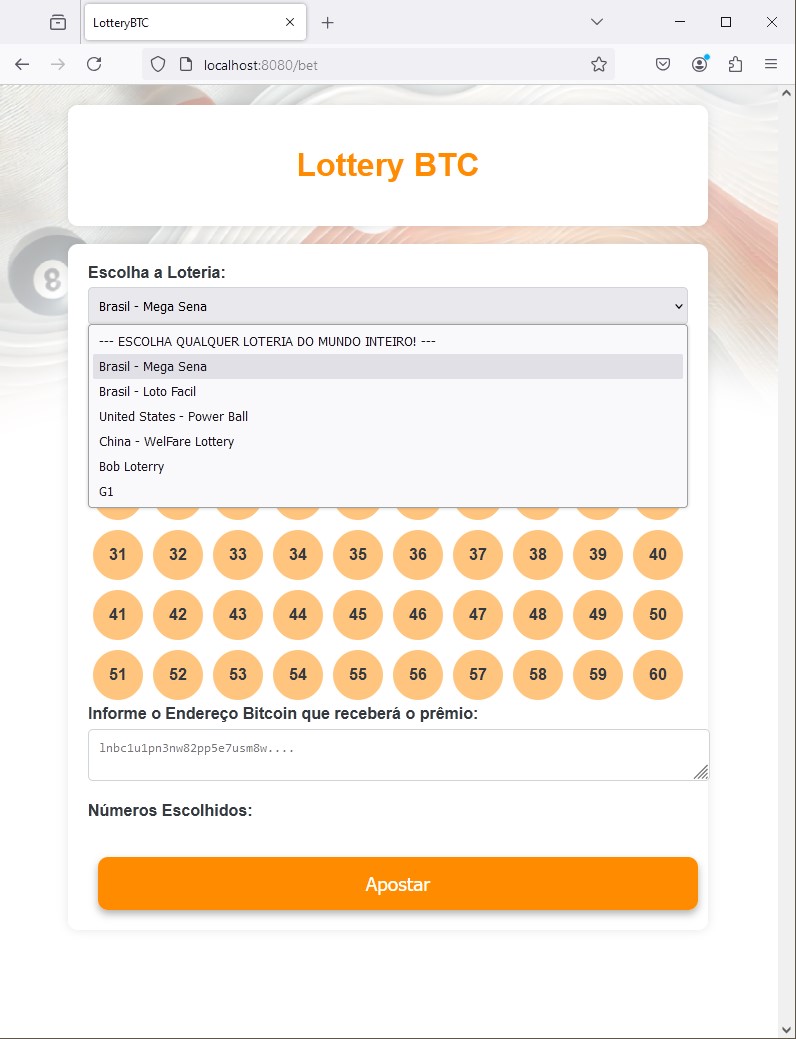 LotteryBTC
localhost:8080/bet
Lottery BTC
8
Escolha a Loteria:
Brasil - Mega Sena
--- ESCOLHA QUALQUER LOTERIA DO MUNDO INTEIRO! ---
Brasil - Mega Sena
Brasil - Loto Facil
United States - Power Ball
China - WelFare Lottery
Bob Loterry
G1
31 32 33 34 35 36 37 38 39 40
41 42 43 44 45 46 47 48 49 50
51 52 53 54 55 56 57 58 59 60
Informe o Endereço Bitcoin que receberá o prêmio:
lnbc1u1pn3nw82pp5e7usm8w....
Números Escolhidos:
Apostar